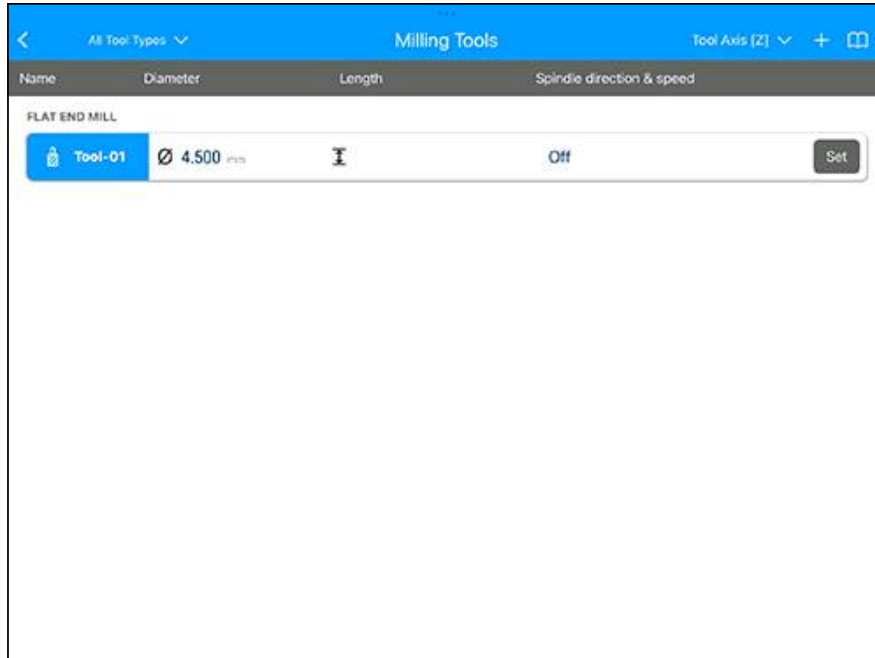 All Tool Types Milling Tools Tool Axis [Z] +
Name Diameter Length Spindle direction & speed
FLAT END MILL
Tool-01 Ø 4.500 mm Off Set